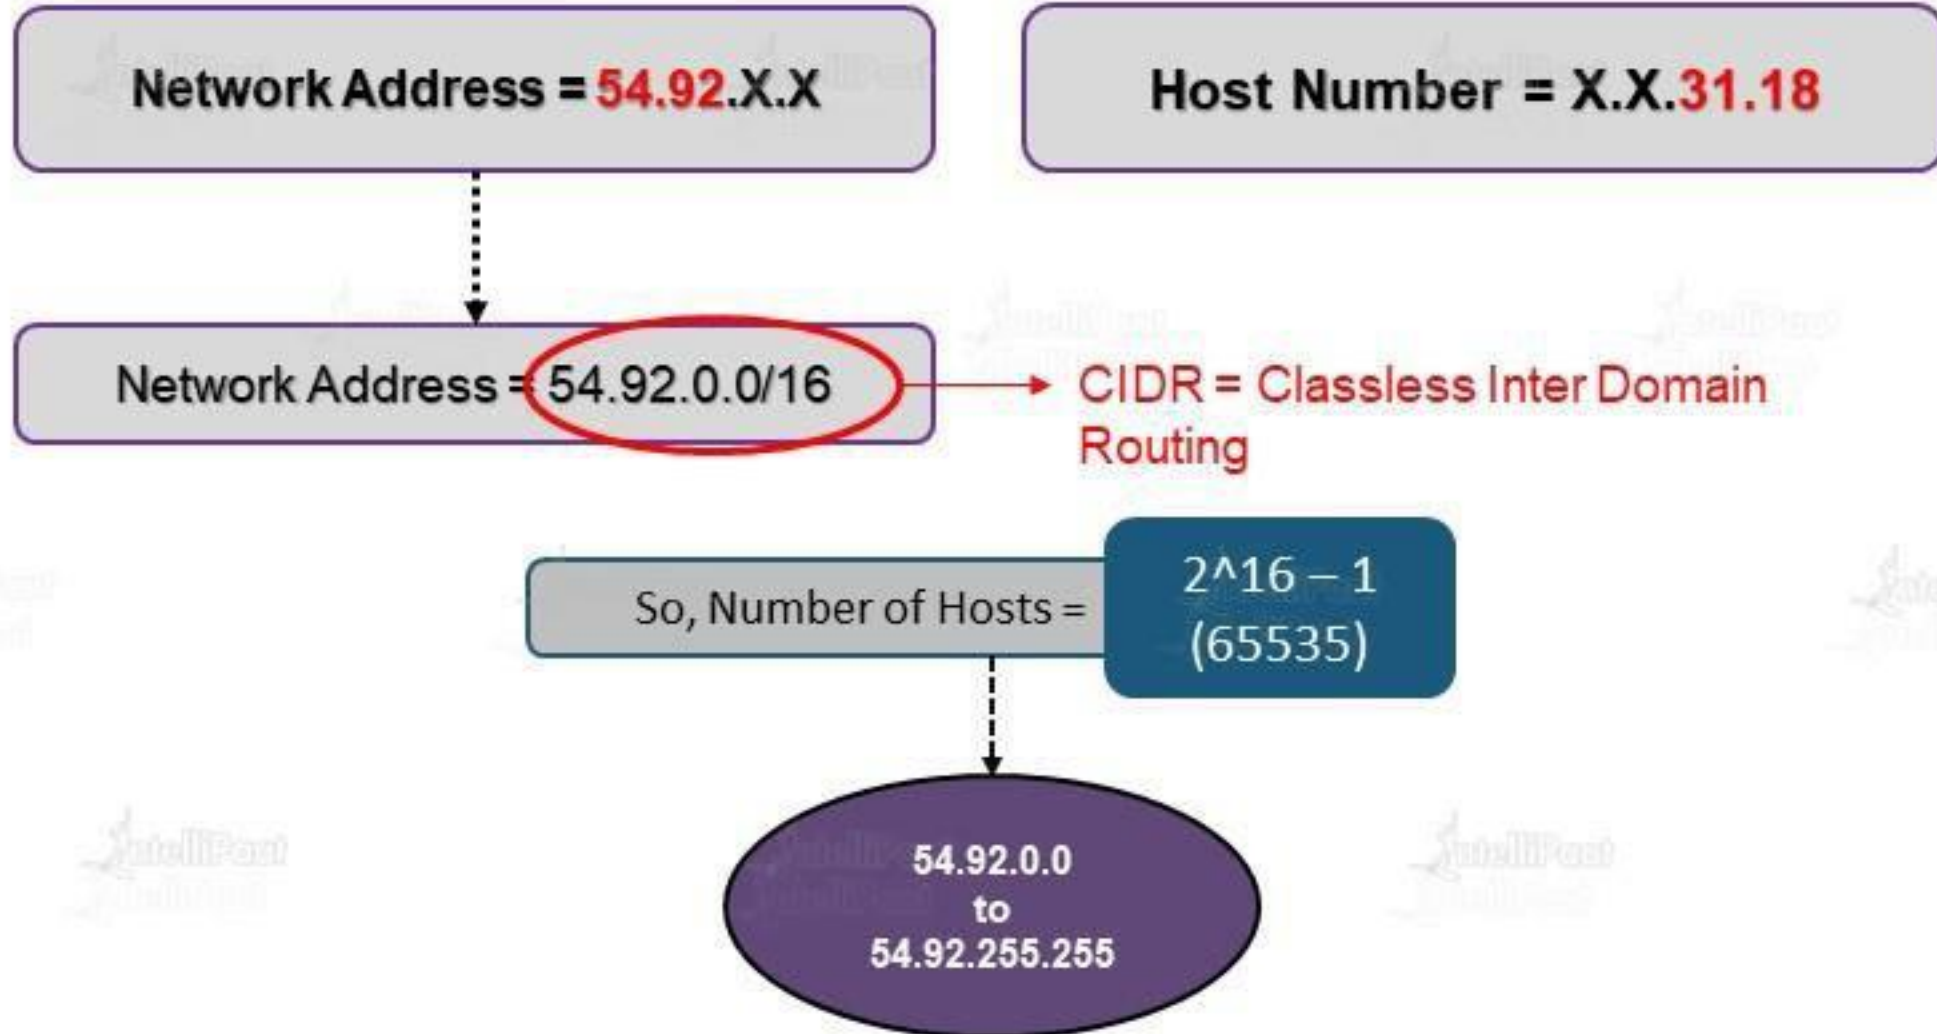 Network Address = 54.92.X.X
Host Number = X.X.31.18
Network Address = 54.92.0.0/16
CIDR = Classless Inter Domain
Routing
So, Number of Hosts =
2^16 – 1
(65535)
54.92.0.0
to
54.92.255.255